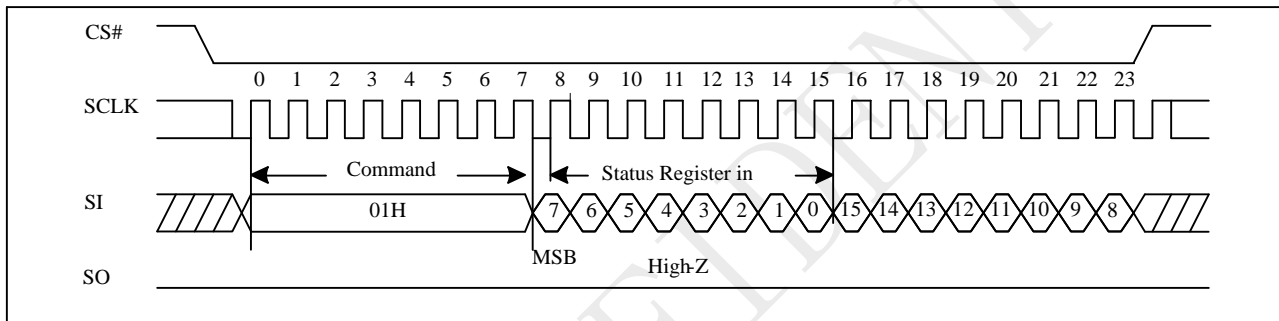 CS#
0 1 2 3 4 5 6 7 8 9 10 11 12 13 14 15 16 17 18 19 20 21 22 23
SCLK
Command Status Register in
SI 01H 7 6 5 4 3 2 1 0 15 14 13 12 11 10 9 8
MSB High-Z
SO